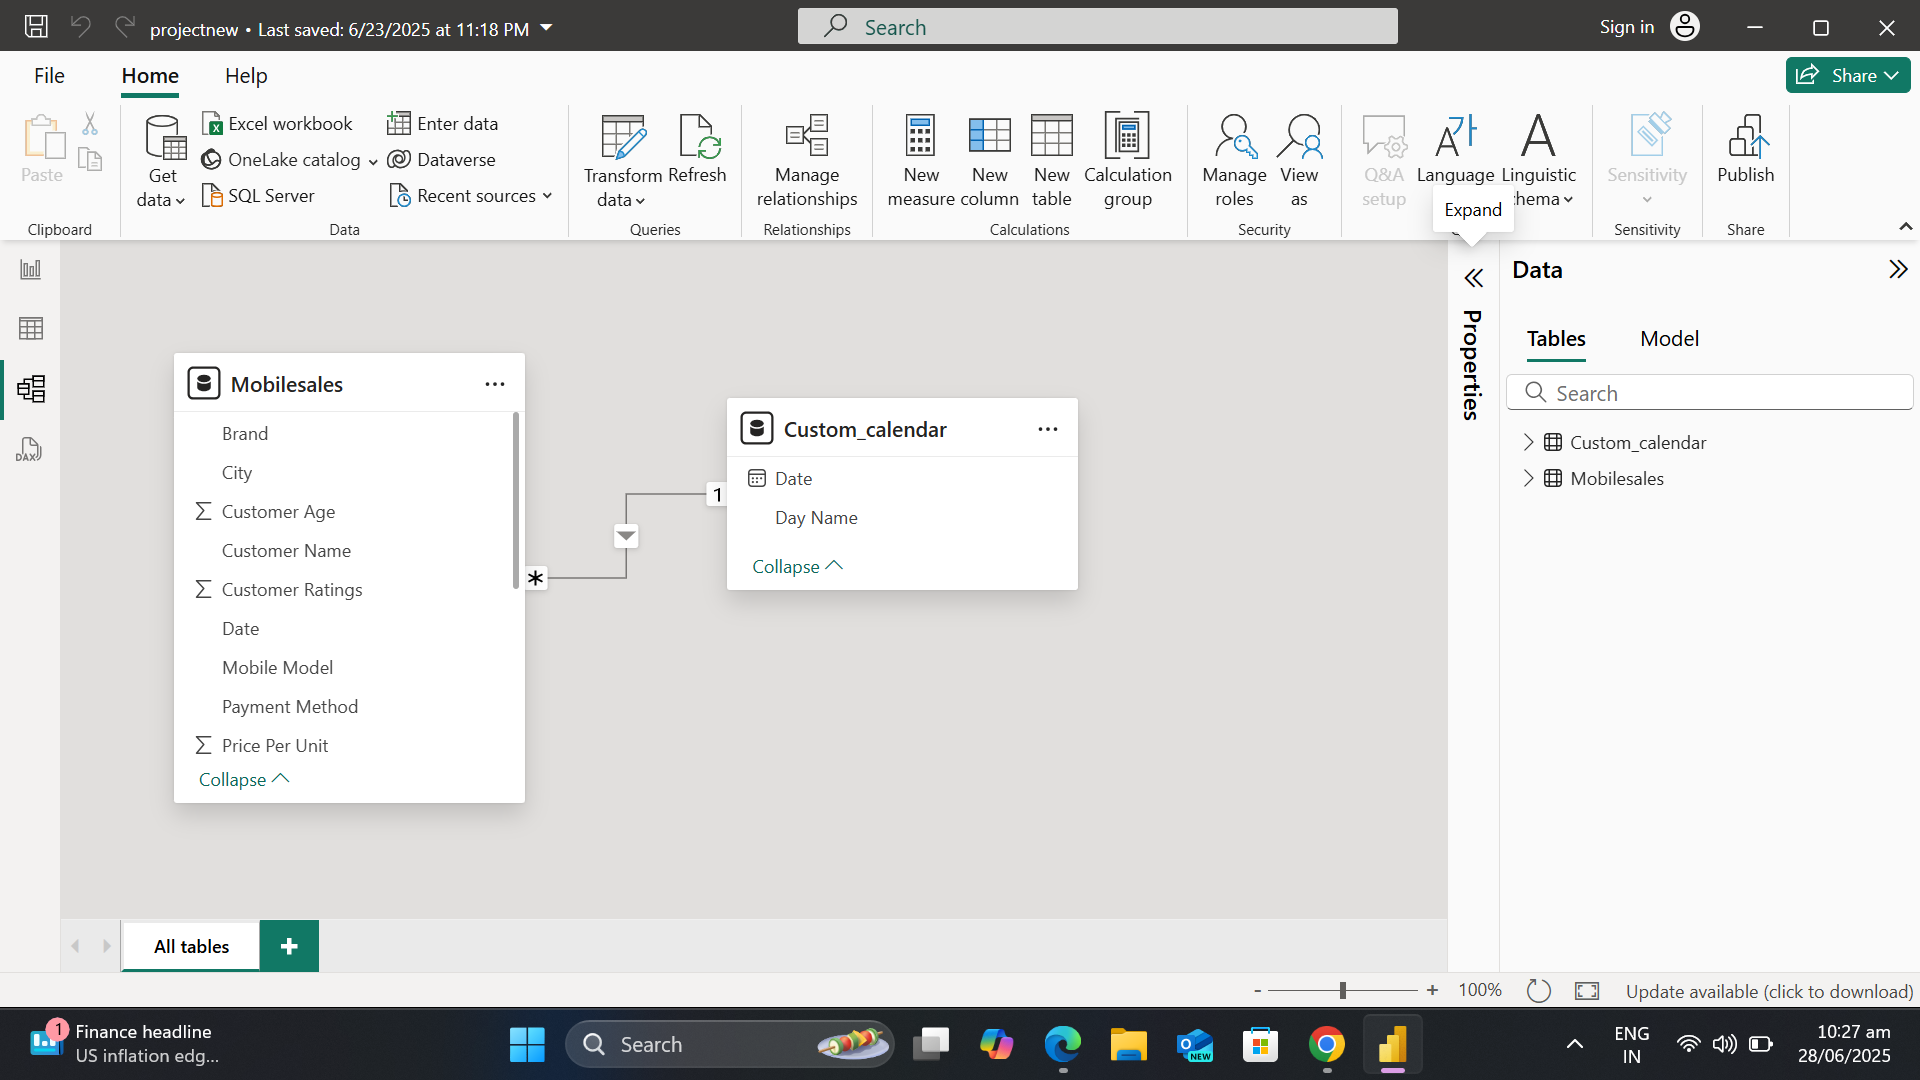 projectnew • Last saved: 6/23/2025 at 11:18 PM
Search
Sign in
File
Home
Help
Share
Paste
Clipboard
Get data
Excel workbook
OneLake catalog
SQL Server
Enter data
Dataverse
Recent sources
Data
Transform data
Refresh
Queries
Manage relationships
Relationships
New measure
New column
New table
Calculation group
Calculations
Manage roles
View as
Security
Q&A setup
Language
Linguistic
Expand
Sensitivity
Sensitivity
Publish
Share
DAX
Mobilesales
Brand
City
Customer Age
Customer Name
Customer Ratings
Date
Mobile Model
Payment Method
Price Per Unit
Collapse
1
*
Custom_calendar
Date
Day Name
Collapse
Properties
Data
Tables
Model
Search
Custom_calendar
Mobilesales
All tables
+
- + 100%
Update available (click to download)
1
Finance headline
US inflation edg...
Search
NEW
ENG
IN
10:27 am
28/06/2025